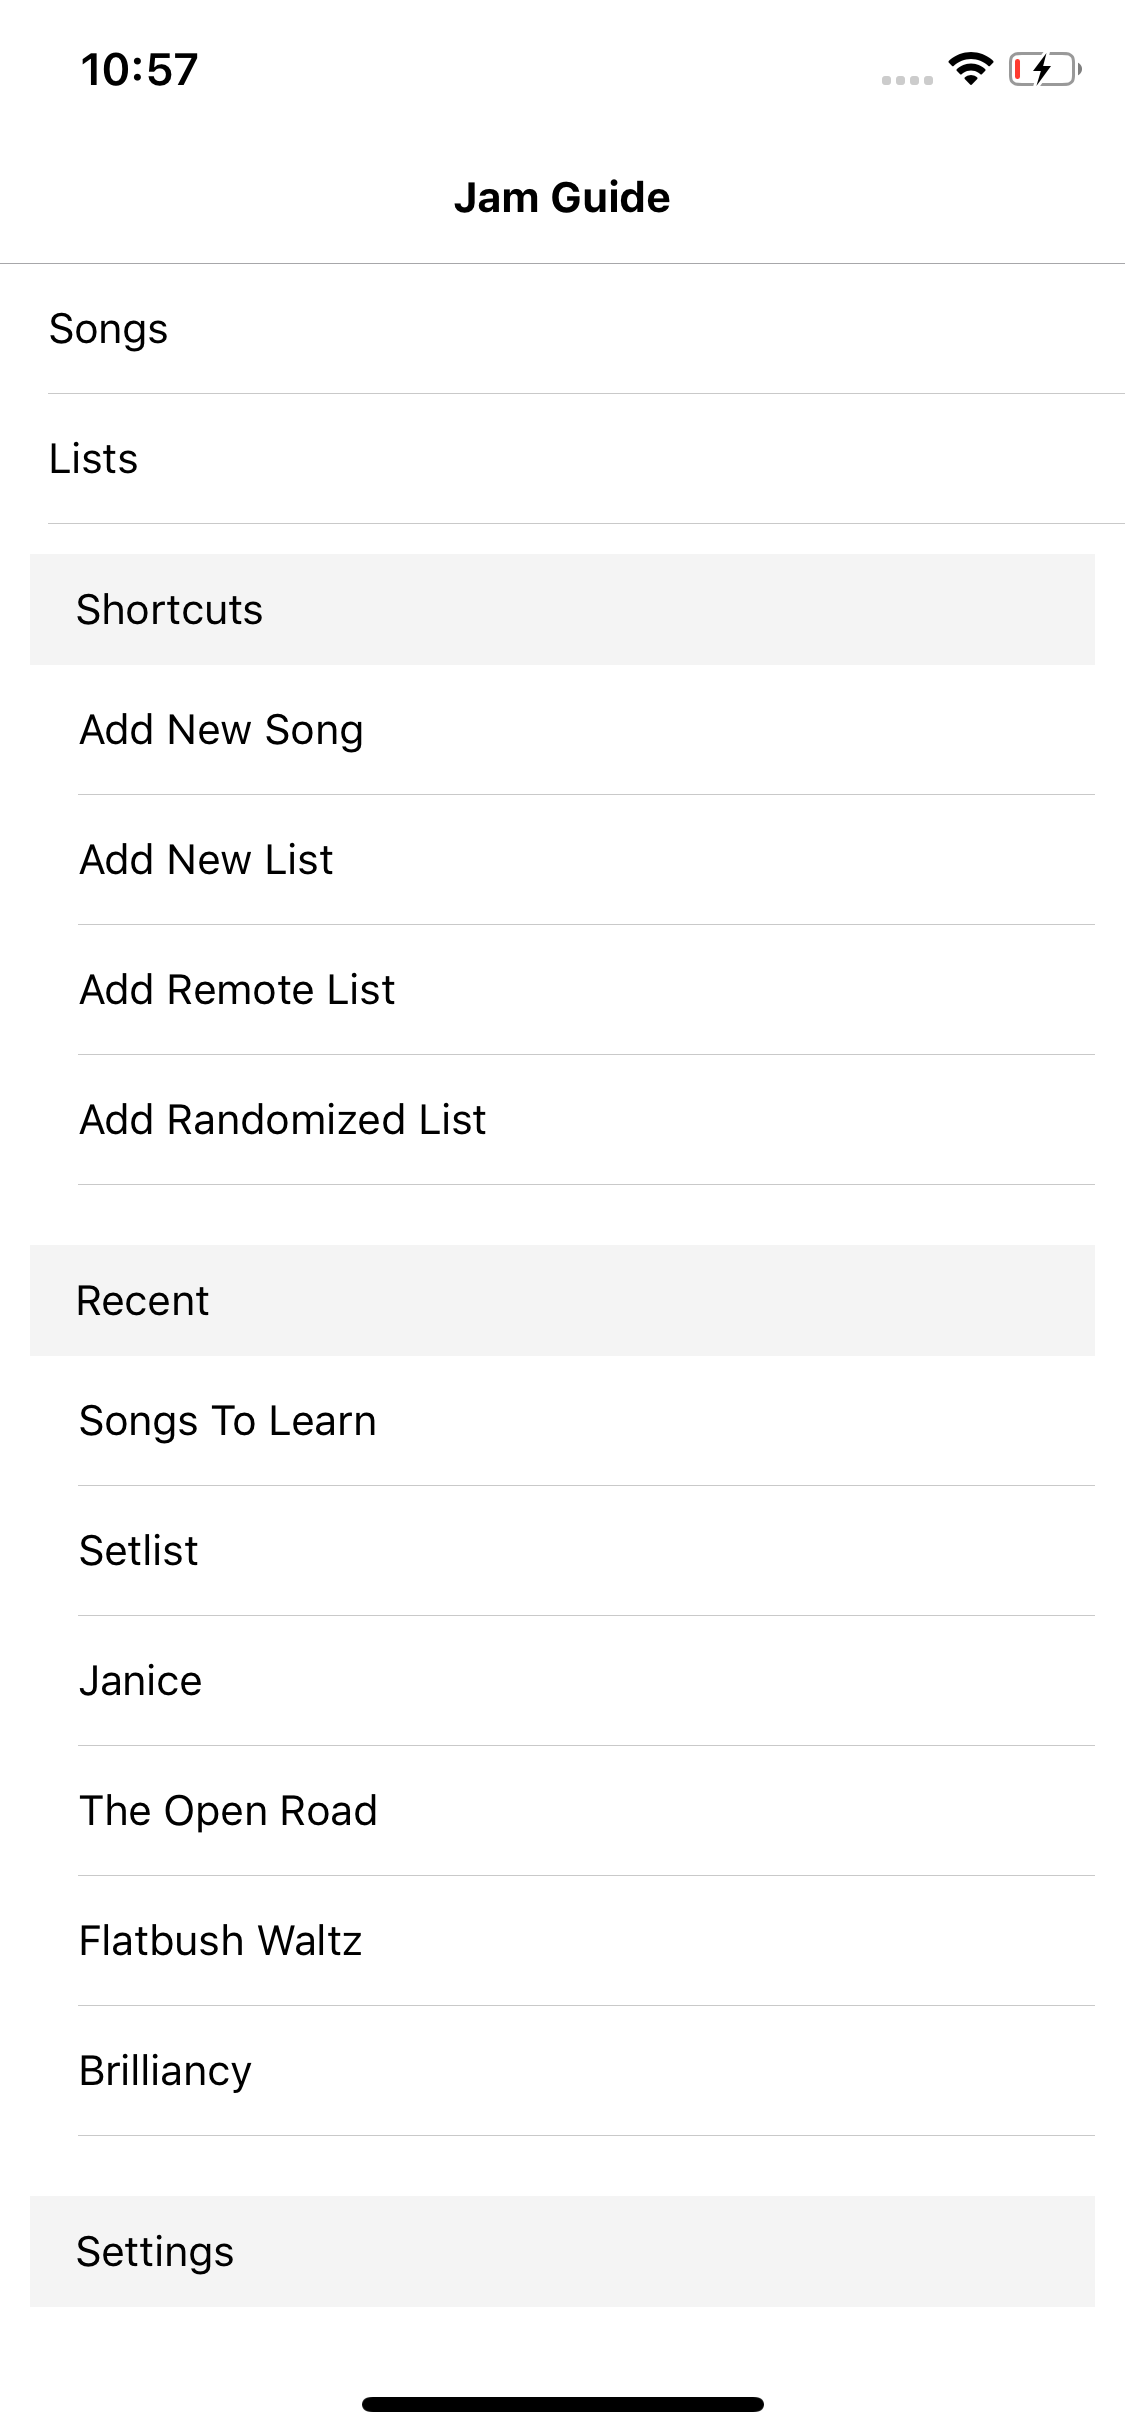 10:57
Jam Guide
Songs
Lists
Shortcuts
Add New Song
Add New List
Add Remote List
Add Randomized List
Recent
Songs To Learn
Setlist
Janice
The Open Road
Flatbush Waltz
Brilliancy
Settings